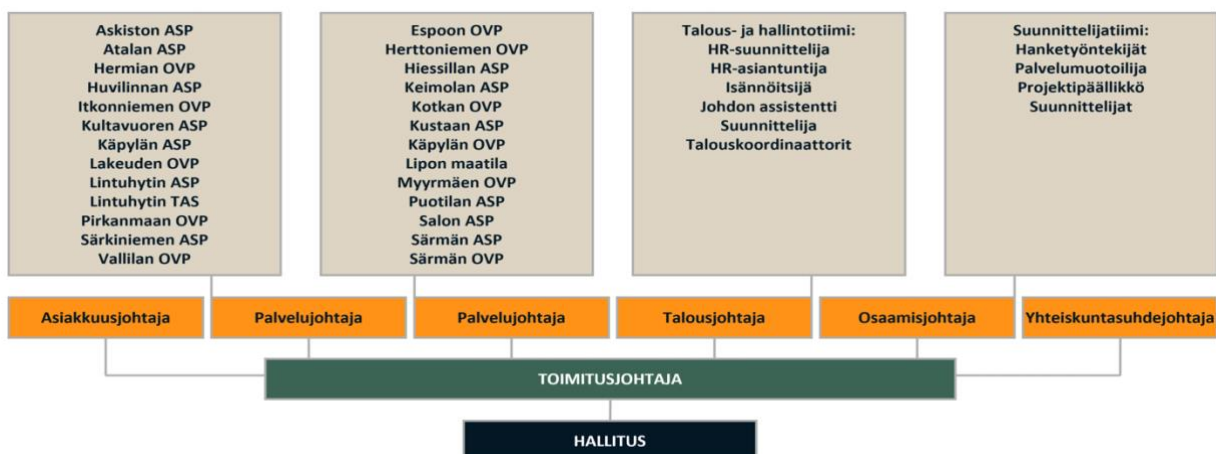 Askiston ASP
Atalan ASP
Hermian OVP
Huvilinnan ASP
Itkonniemen OVP
Kultavuoren ASP
Käpylän ASP
Lakeuden OVP
Lintuhytin ASP
Lintuhytin TAS
Pirkanmaan OVP
Särkiniemen ASP
Vallilan OVP
Espoon OVP
Herttoniemen OVP
Hiessillan ASP
Keimolan ASP
Kotkan OVP
Kustaan ASP
Käpylän OVP
Lipon maatila
Myyrmäen OVP
Puotilan ASP
Salon ASP
Särmän ASP
Särmän OVP
Talous- ja hallintotiimi:
HR-suunnittelija
HR-asiantuntija
Isännöitsijä
Johdon assistentti
Suunnittelija
Talouskoordinaattorit
Suunnittelijatiimi:
Hanketyöntekijät
Palvelumuotoilija
Projektipäällikkö
Suunnittelijat
Asiakkuusjohtaja
Palvelujohtaja
Palvelujohtaja
Talousjohtaja
Osaamisjohtaja
Yhteiskuntasuhdejohtaja
TOIMITUSJOHTAJA
HALLITUS